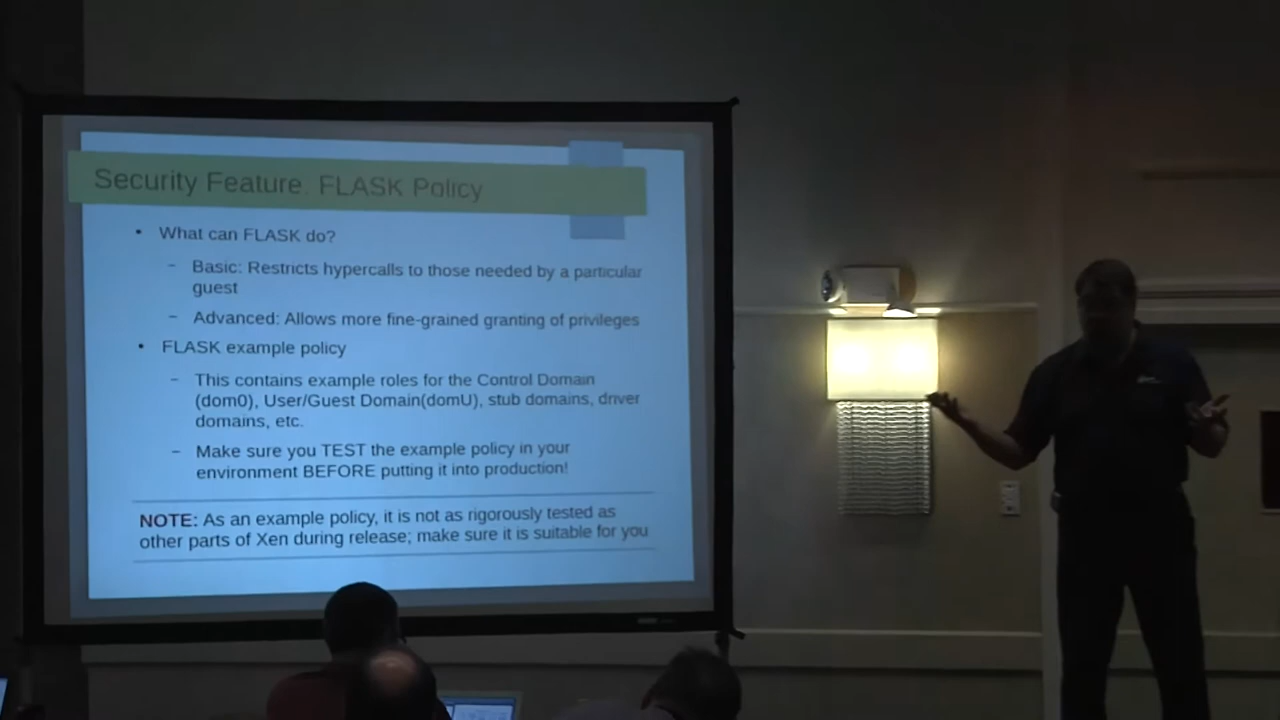 Security Feature: FLASK Policy
• What can FLASK do?
– Basic: Restricts hypercalls to those needed by a particular
guest
– Advanced: Allows more fine-grained granting of privileges
• FLASK example policy
– This contains example roles for the Control Domain
(dom0), User/Guest Domain(domU), stub domains, driver
domains, etc.
– Make sure you TEST the example policy in your
environment BEFORE putting it into production!
NOTE: As an example policy, it is not as rigorously tested as
other parts of Xen during release; make sure it is suitable for you